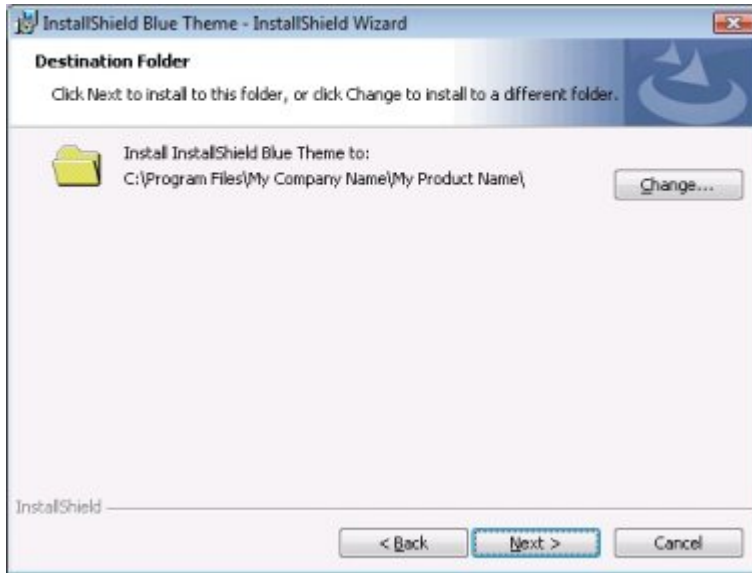 InstallShield Blue Theme - InstallShield Wizard
Destination Folder
Click Next to install to this folder, or click Change to install to a different folder.
Install InstallShield Blue Theme to:
C:\Program Files\My Company Name\My Product Name\
Change...
InstallShield
< Back
Next >
Cancel